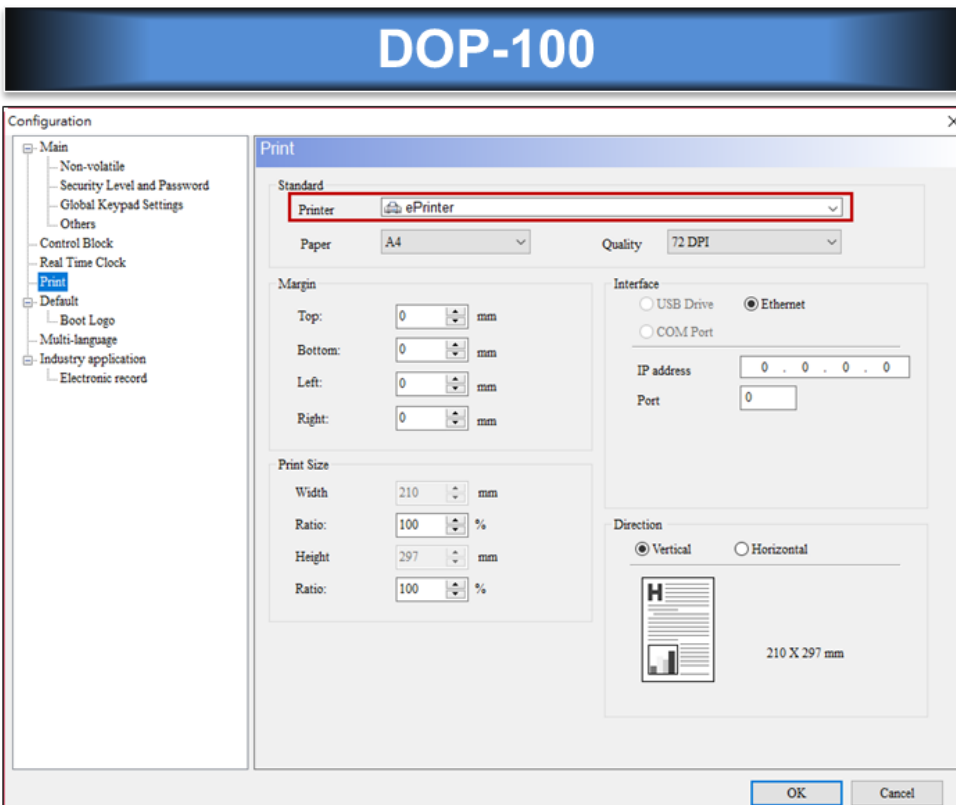 DOP-100
Configuration
Main
Non-volatile
Security Level and Password
Global Keypad Settings
Others
Control Block
Real Time Clock
Print
Default
Boot Logo
Multi-language
Industry application
Electronic record
Print
Standard
Printer ePrinter
Paper A4 Quality 72 DPI
Margin
Top: 0 mm
Bottom: 0 mm
Left: 0 mm
Right: 0 mm
Interface
USB Drive Ethernet
COM Port
IP address 0 . 0 . 0 . 0
Port 0
Print Size
Width 210 mm
Ratio: 100 %
Height 297 mm
Ratio: 100 %
Direction
Vertical Horizontal
H
210 X 297 mm
OK Cancel